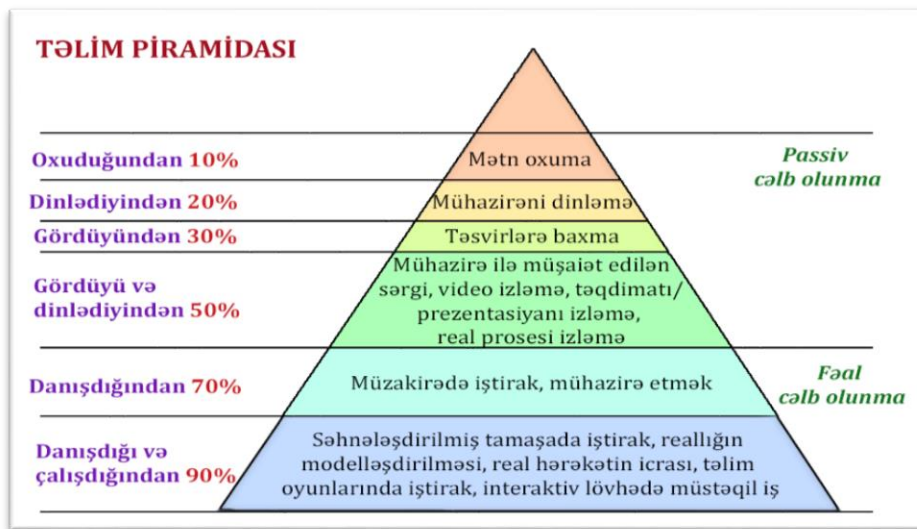 TƏLİM PİRAMİDASI
Oxuduğundan 10%
Mətn oxuma
Passiv
cəlb olunma
Dinlədiyindən 20%
Mühazirəni dinləmə
Gördüyündən 30%
Təsvirlərə baxma
Gördüyü və
dinlədiyindən 50%
Mühazirə ilə müşaiət edilən
sərgi, video izləmə, təqdimatı/
prezentasiyanı izləmə,
real prosesi izləmə
Danışdığından 70%
Müzakirədə iştirak, mühazirə etmək
Fəal
cəlb olunma
Danışdığı və
çalışdığından 90%
Səhnələşdirilmiş tamaşada iştirak, reallığın
modelləşdirilməsi, real hərəkətin icrası, təlim
oyunlarında iştirak, interaktiv lövhədə müstəqil iş